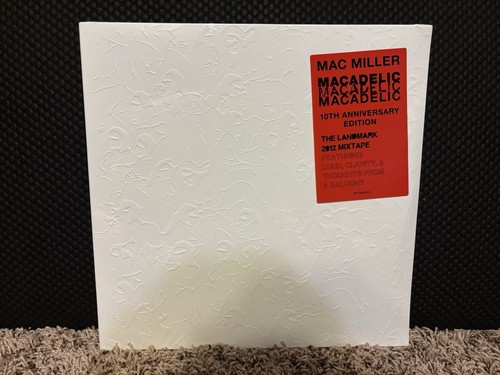 MAC MILLER
MACADELIC
MACADELIC
MACADELIC
10TH ANNIVERSARY
EDITION
THE LANDMARK
2012 MIXTAPE
FEATURING
LOUD, CLARITY, &
THOUGHTS FROM
A BALCONY